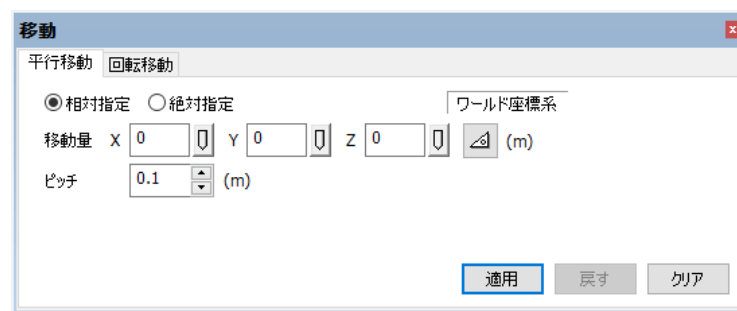 移動
平行移動 回転移動
相対指定 絶対指定 ワールド座標系
移動量 X 0 Y 0 Z 0 (m)
ピッチ 0.1 (m)
適用 戻す クリア